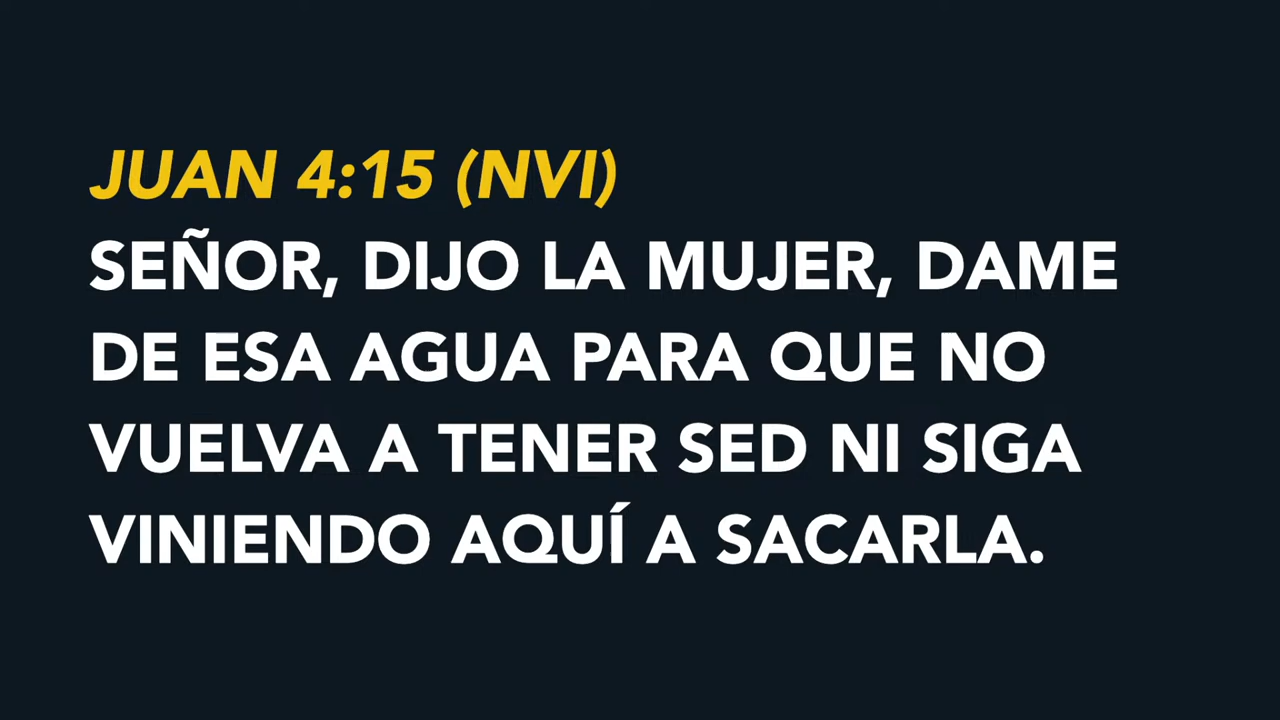 JUAN 4:15 (NVI)
SEÑOR, DIJO LA MUJER, DAME
DE ESA AGUA PARA QUE NO
VUELVA A TENER SED NI SIGA
VINIENDO AQUÍ A SACARLA.